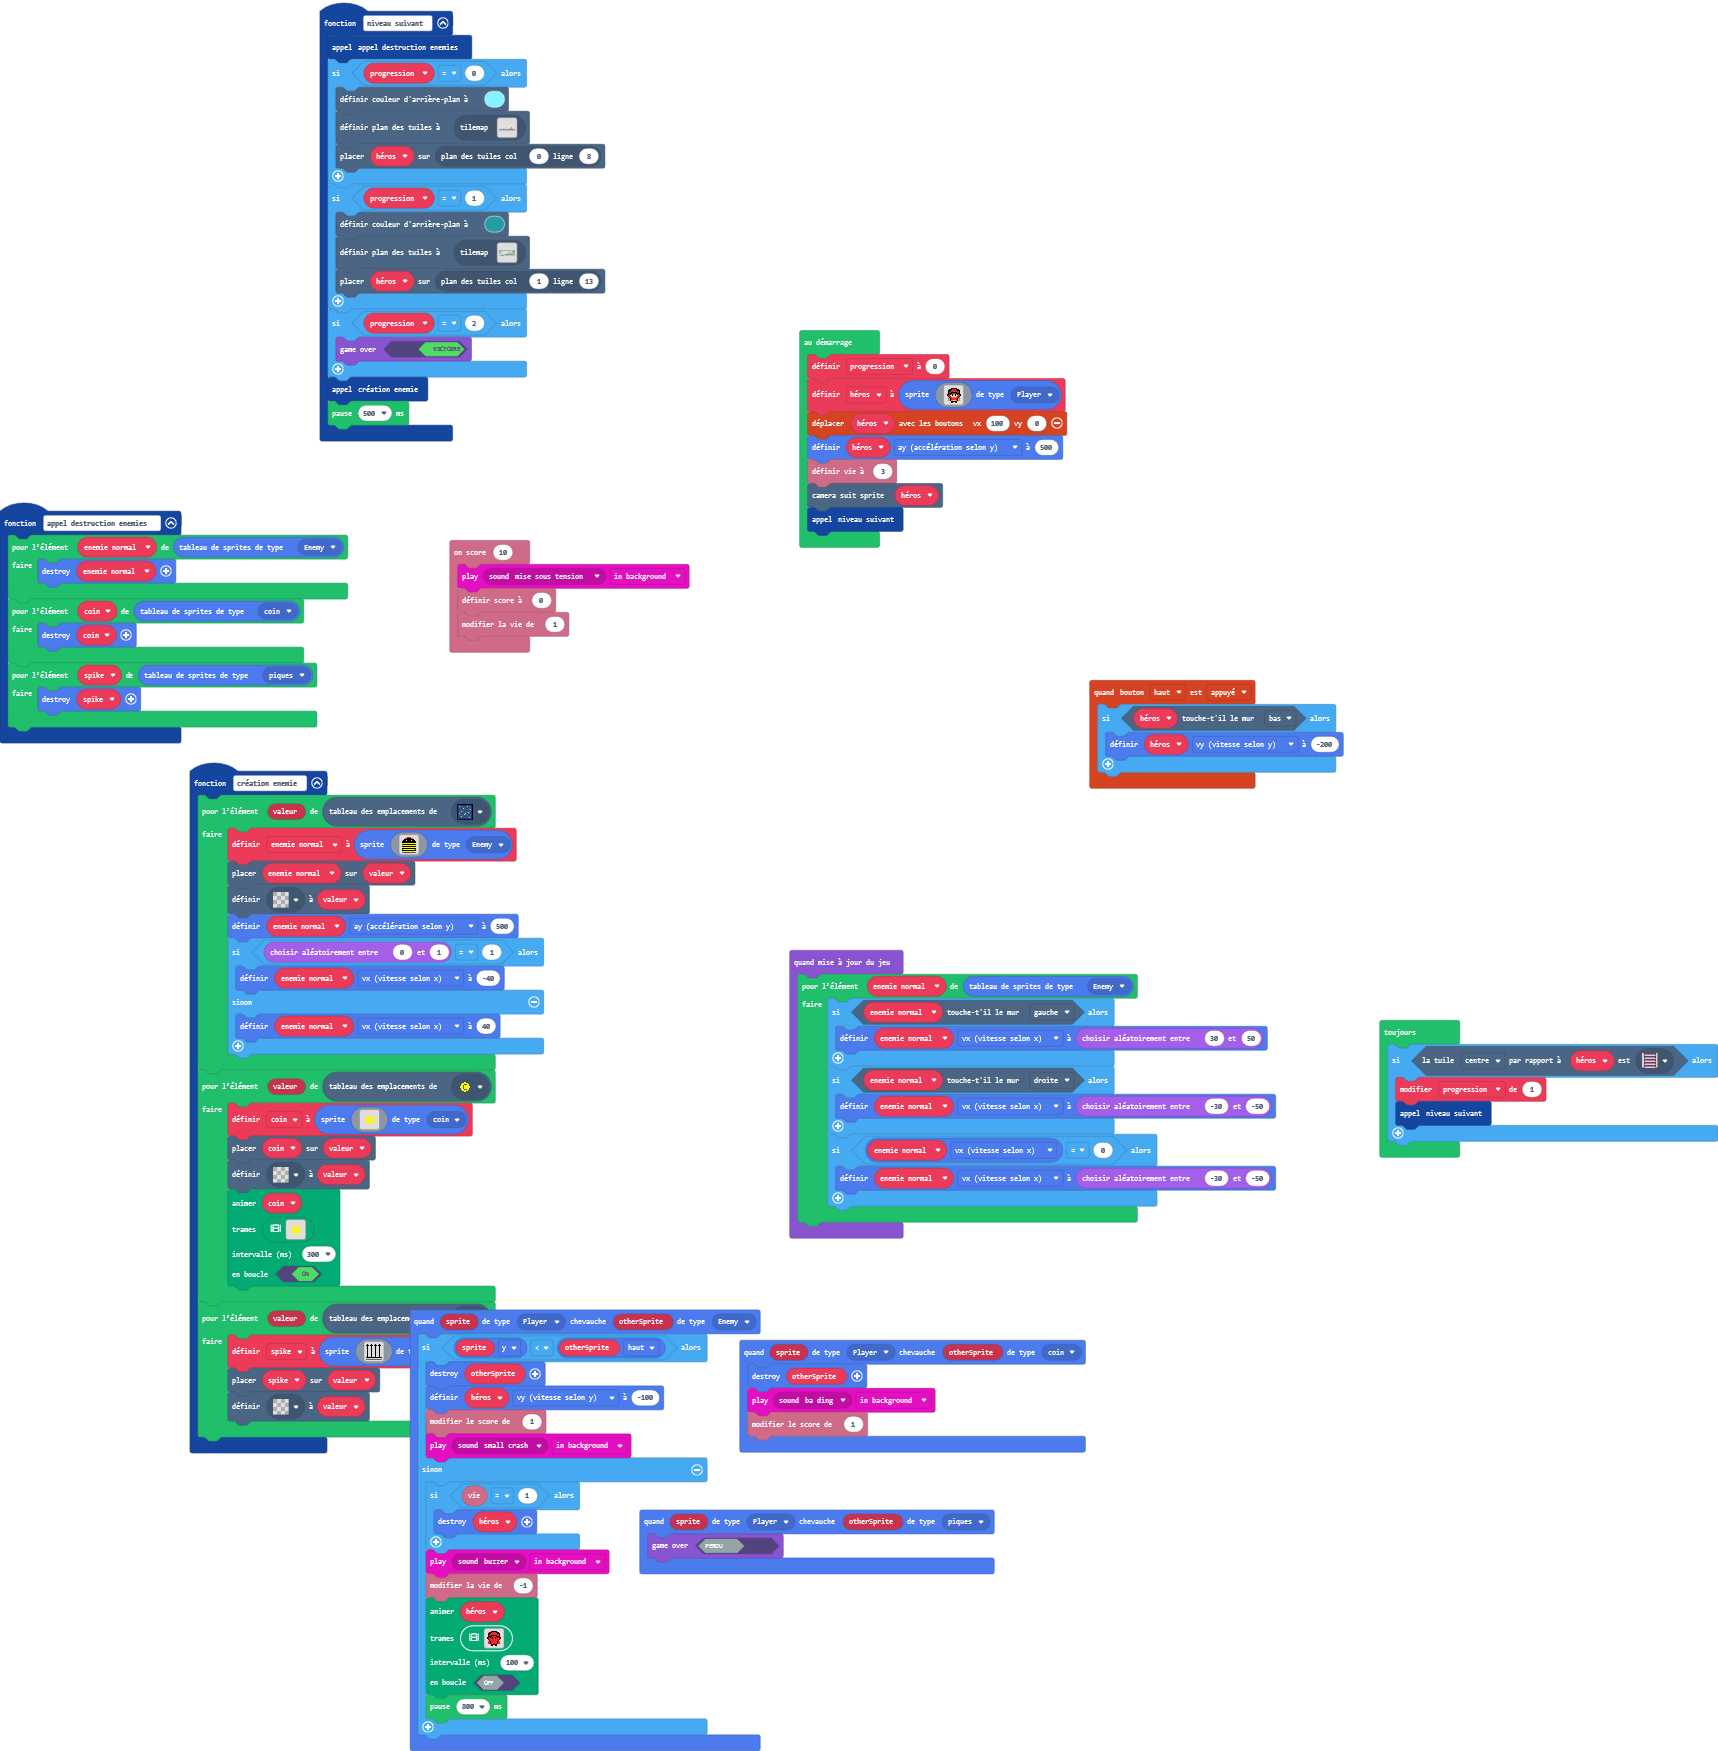 fonction niveau suivant
appel appel destruction enemies
si progression = 0 alors
définir couleur d'arrière-plan à
définir plan des tuiles à tilemap
placer héros sur plan des tuiles col 0 ligne 8
si progression = 1 alors
définir couleur d'arrière-plan à
définir plan des tuiles à tilemap
placer héros sur plan des tuiles col 1 ligne 13
si progression = 2 alors
game over VICTOIRE
appel création enemie
pause 500 ms
au démarrage
définir progression à 0
définir héros à sprite de type Player
déplacer héros avec les boutons vx 100 vy 0
définir héros ay (accélération selon y) à 500
définir vie à 3
camera suit sprite héros
appel niveau suivant
fonction appel destruction enemies
pour l'élément enemie normal de tableau de sprites de type Enemy
faire destroy enemie normal
pour l'élément coin de tableau de sprites de type coin
faire destroy coin
pour l'élément spike de tableau de sprites de type piques
faire destroy spike
on score 10
play sound mise sous tension in background
définir score à 0
modifier la vie de 1
quand bouton haut est appuyé
si héros touche-t'il le mur bas alors
définir héros vy (vitesse selon y) à -200
fonction création enemie
pour l'élément valeur de tableau des emplacements de
faire
définir enemie normal à sprite de type Enemy
placer enemie normal sur valeur
définir à valeur
définir enemie normal ay (accélération selon y) à 500
si choisir aléatoirement entre 0 et 1 = 1 alors
définir enemie normal vx (vitesse selon x) à -40
sinon
définir enemie normal vx (vitesse selon x) à 40
pour l'élément valeur de tableau des emplacements de
faire
définir coin à sprite de type coin
placer coin sur valeur
définir à valeur
animer coin
trames
intervalle (ms) 300
en boucle ON
pour l'élément valeur de tableau des emplacem
faire
définir spike à sprite de t
placer spike sur valeur
définir à valeur
quand mise à jour du jeu
pour l'élément enemie normal de tableau de sprites de type Enemy
faire
si enemie normal touche-t'il le mur gauche alors
définir enemie normal vx (vitesse selon x) à choisir aléatoirement entre 30 et 50
si enemie normal touche-t'il le mur droite alors
définir enemie normal vx (vitesse selon x) à choisir aléatoirement entre -30 et -50
si enemie normal vx (vitesse selon x) = 0 alors
définir enemie normal vx (vitesse selon x) à choisir aléatoirement entre -30 et -50
toujours
si la tuile centre par rapport à héros est alors
modifier progression de 1
appel niveau suivant
quand sprite de type Player chevauche otherSprite de type Enemy
si sprite y < otherSprite haut alors
destroy otherSprite
définir héros vy (vitesse selon y) à -100
modifier le score de 1
play sound small crash in background
sinon
si vie = 1 alors
destroy héros
play sound buzzer in background
modifier la vie de -1
animer héros
trames
intervalle (ms) 100
en boucle OFF
pause 800 ms
quand sprite de type Player chevauche otherSprite de type coin
destroy otherSprite
play sound ba ding in background
modifier le score de 1
quand sprite de type Player chevauche otherSprite de type piques
game over PERDU